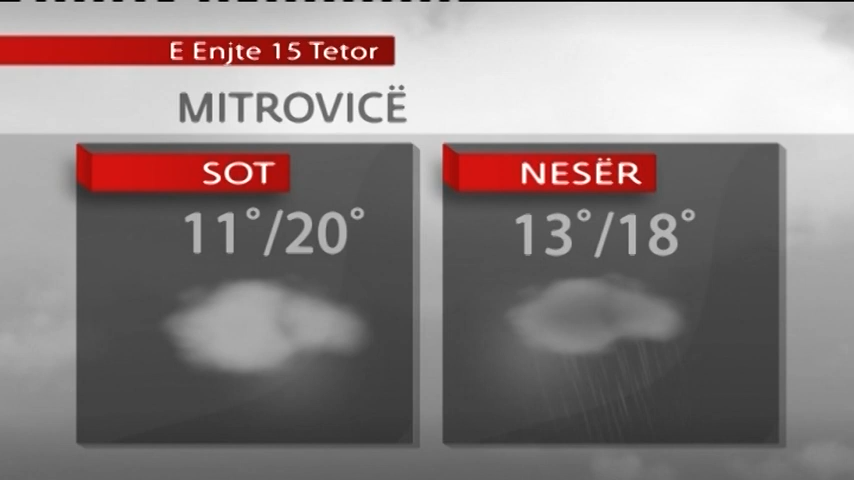 E Enjte 15 Tetor
MITROVICË
SOT
11°/20°
NESËR
13°/18°